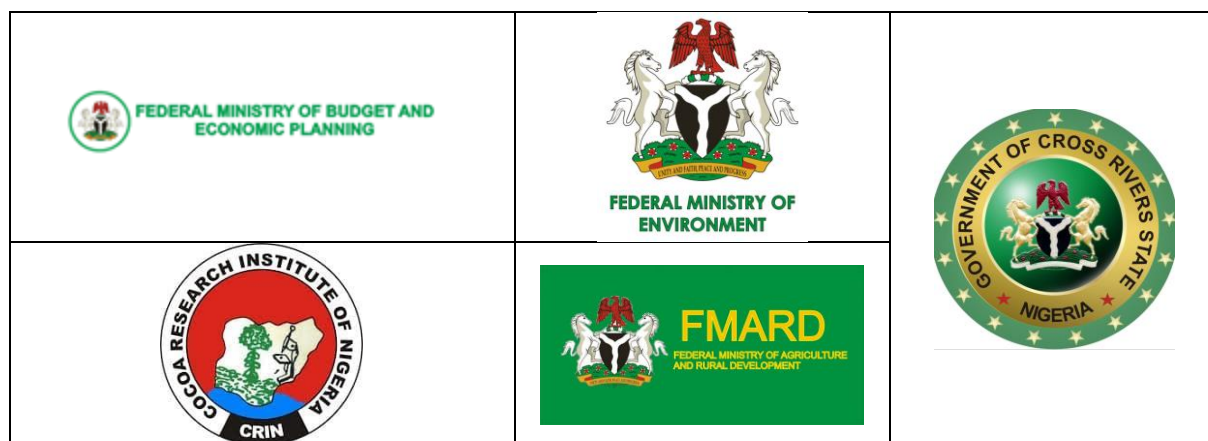 FEDERAL MINISTRY OF BUDGET AND
ECONOMIC PLANNING
UNITY AND FAITH, PEACE AND PROGRESS
FEDERAL MINISTRY OF
ENVIRONMENT
GOVERNMENT OF CROSS RIVERS STATE
NIGERIA
COCOA RESEARCH INSTITUTE OF NIGERIA
CRIN
FMARD
FEDERAL MINISTRY OF AGRICULTURE
AND RURAL DEVELOPMENT